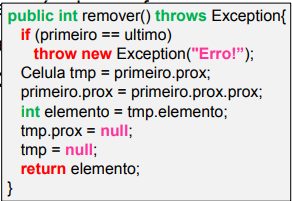 public int remover() throws Exception{
if (primeiro == ultimo)
throw new Exception("Erro!”);
Celula tmp = primeiro.prox;
primeiro.prox = primeiro.prox.prox;
int elemento = tmp.elemento;
tmp.prox = null;
tmp = null;
return elemento;
}